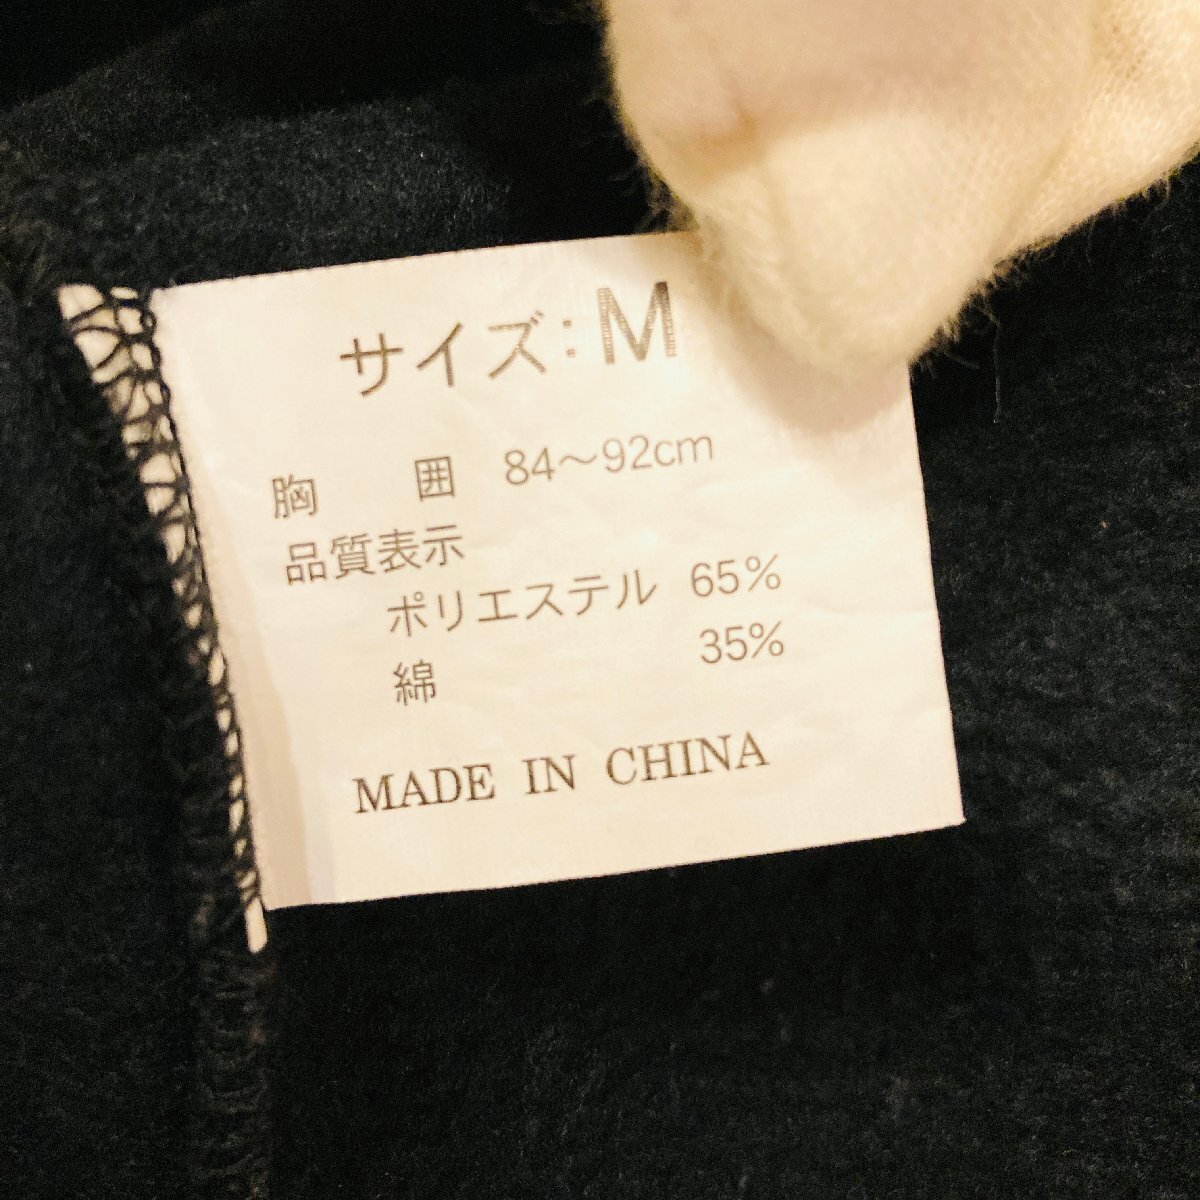 サイズ:M
胸 囲 84〜92cm
品質表示
ポリエステル 65%
綿 35%
MADE IN CHINA